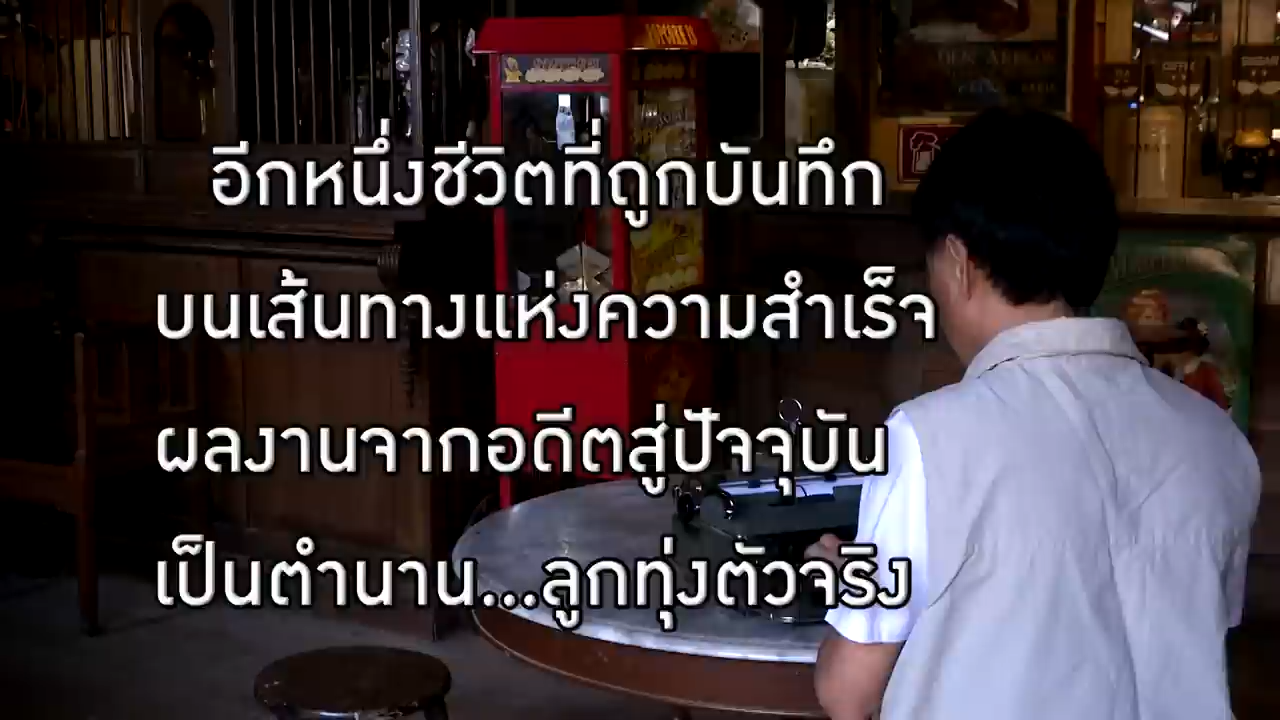 อีกหนึ่งชีวิตที่ถูกบันทึก
บนเส้นทางแห่งความสำเร็จ
ผลงานจากอดีตสู่ปัจจุบัน
เป็นตำนาน...ลูกทุ่งตัวจริง